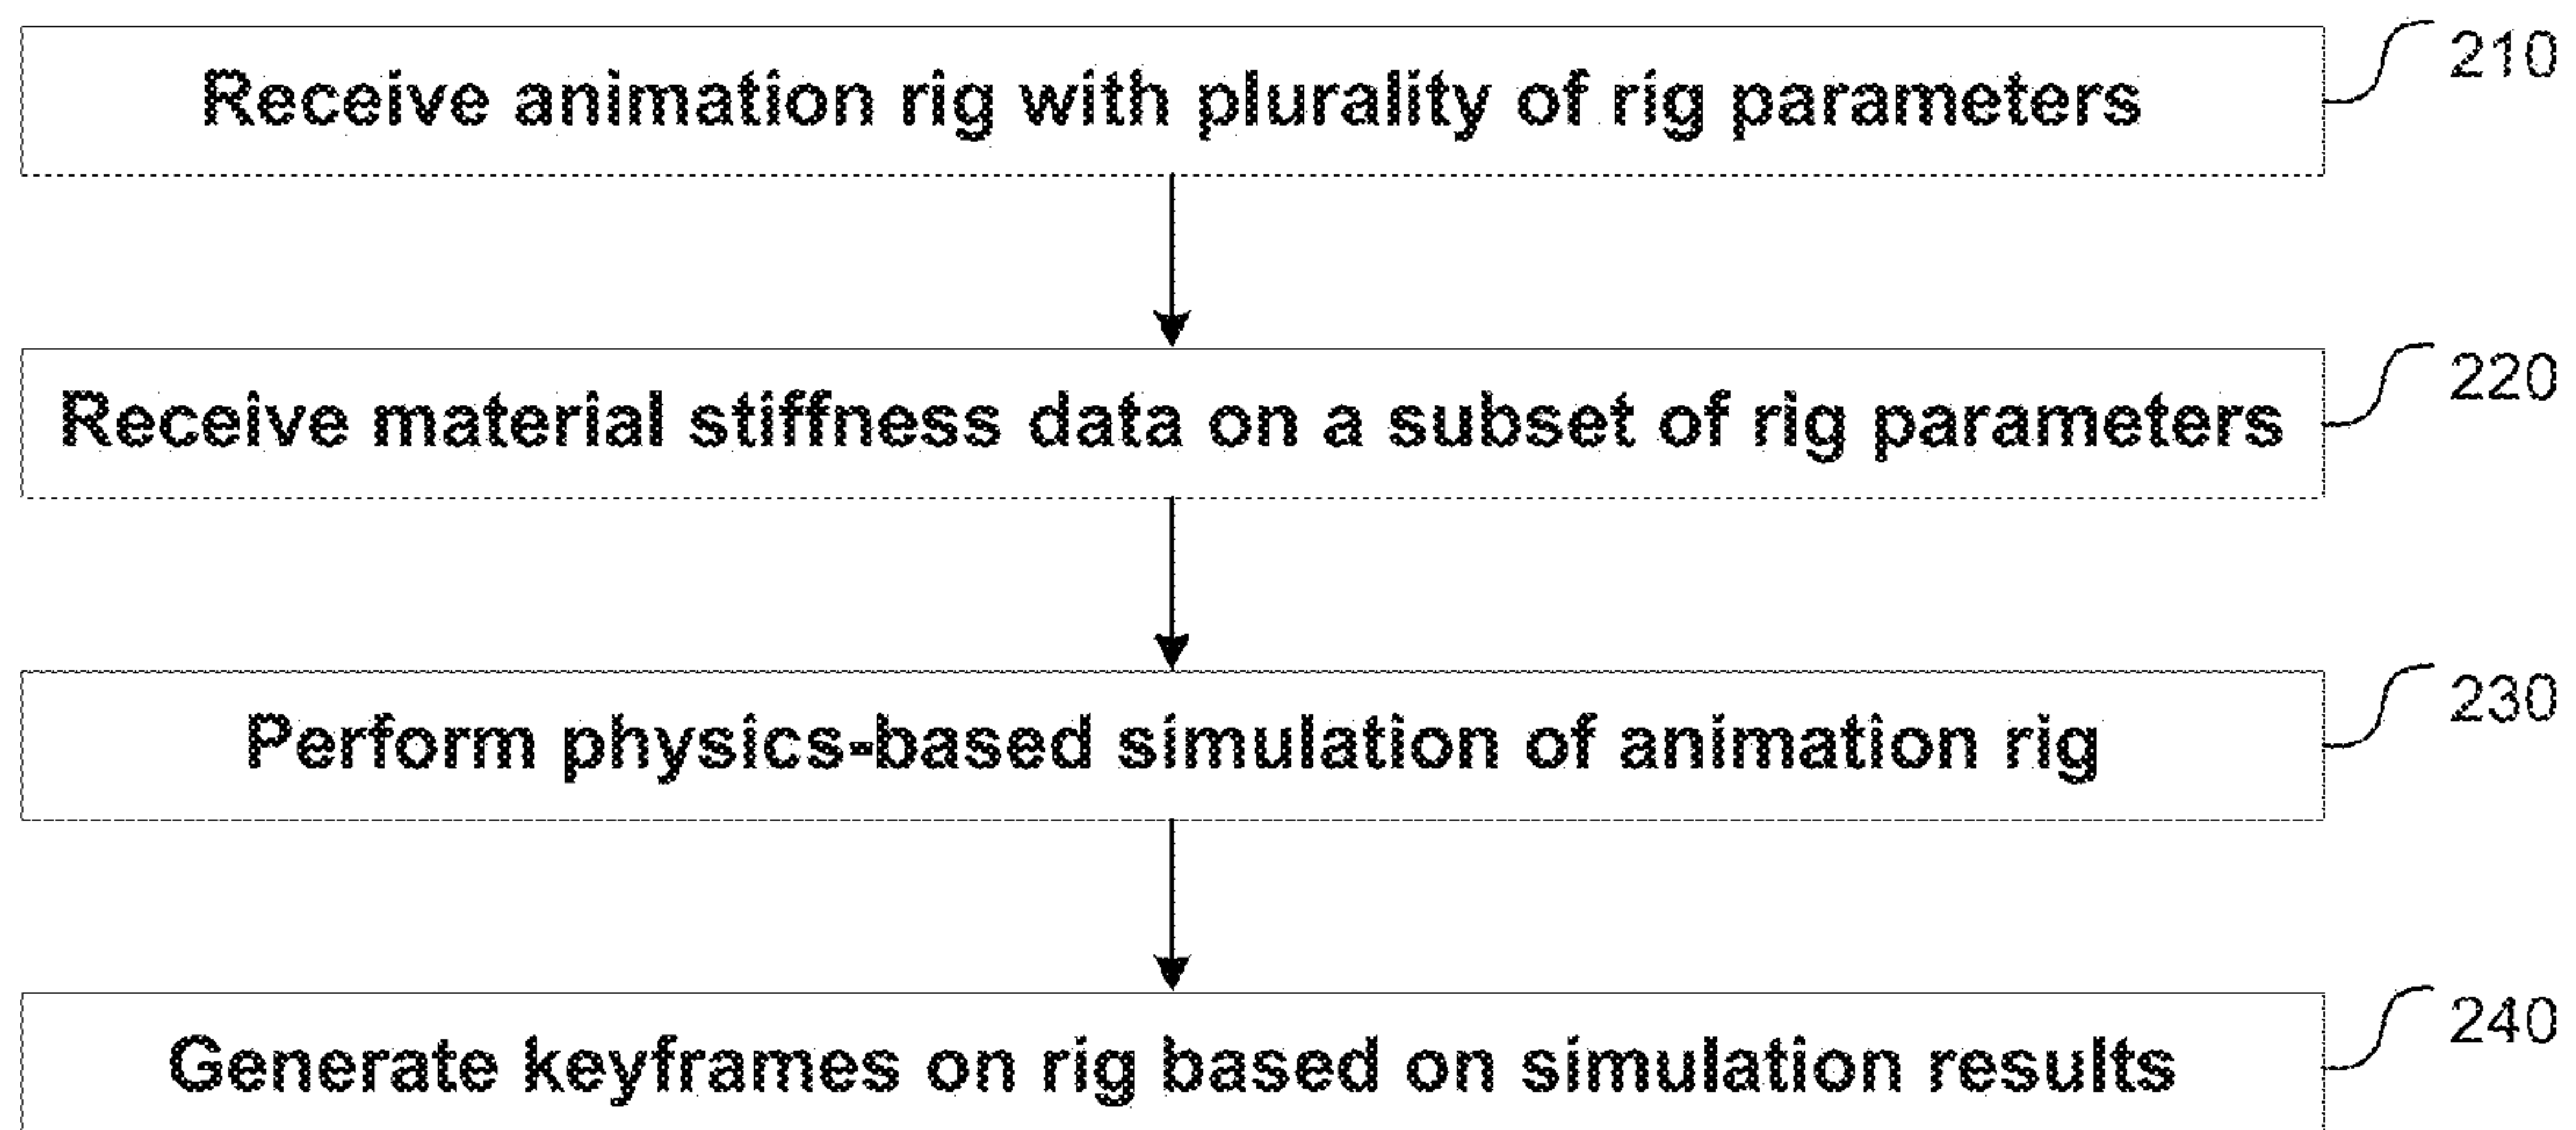 Receive animation rig with plurality of rig parameters
210
Receive material stiffness data on a subset of rig parameters
220
Perform physics-based simulation of animation rig
230
Generate keyframes on rig based on simulation results
240